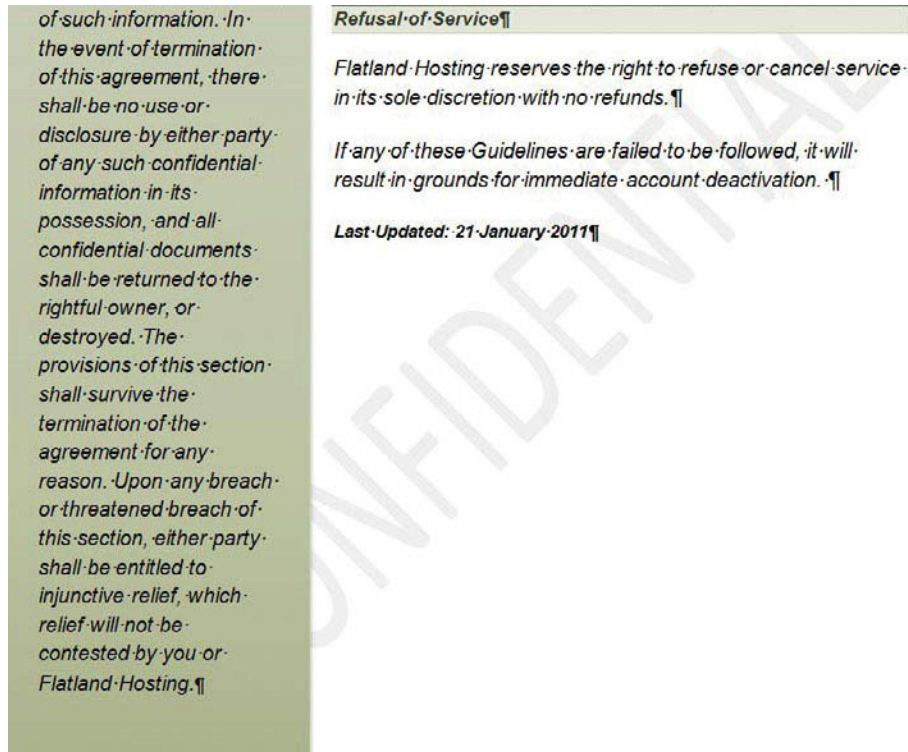 of such information. In
the event of termination
of this agreement, there
shall be no use or
disclosure by either party
of any such confidential
information in its
possession, and all
confidential documents
shall be returned to the
rightful owner, or
destroyed. The
provisions of this section
shall survive the
termination of the
agreement for any
reason. Upon any breach
or threatened breach of
this section, either party
shall be entitled to
injunctive relief, which
relief will not be
contested by you or
Flatland Hosting.¶
Refusal of Service¶
Flatland Hosting reserves the right to refuse or cancel service
in its sole discretion with no refunds.¶
If any of these Guidelines are failed to be followed, it will
result in grounds for immediate account deactivation. ¶
Last Updated: 21 January 2011¶
CONFIDENTIAL